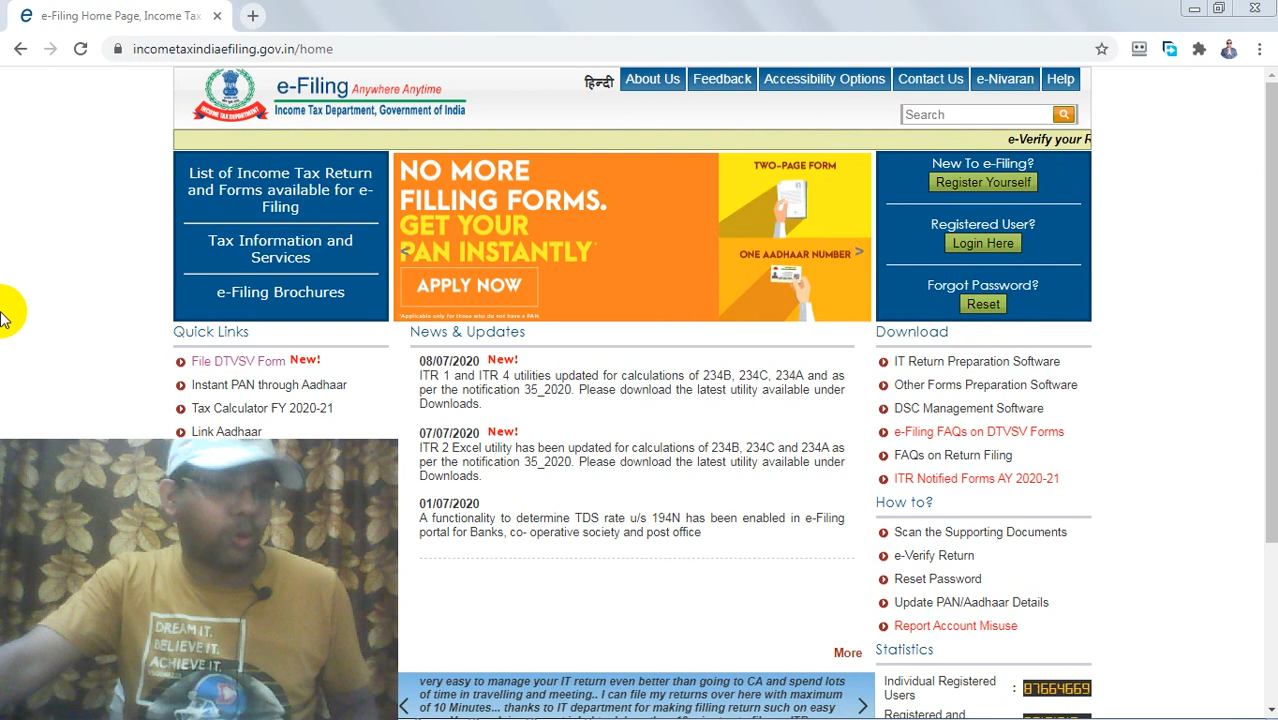 e-Filing Home Page, Income Tax
incometaxindiaefiling.gov.in/home
e-Filing Anywhere Anytime
Income Tax Department, Government of India
INCOME TAX DEPARTMENT
हिन्दी About Us Feedback Accessibility Options Contact Us e-Nivaran Help
Search
e-Verify your R
List of Income Tax Return
and Forms available for e-
Filing
Tax Information and
Services
e-Filing Brochures
NO MORE
FILLING FORMS.
GET YOUR
PAN INSTANTLY*
APPLY NOW
*Applicable only for those who do not have a PAN.
TWO-PAGE FORM
ONE AADHAAR NUMBER
New To e-Filing?
Register Yourself
Registered User?
Login Here
Forgot Password?
Reset
Quick Links
File DTVSV Form New!
Instant PAN through Aadhaar
Tax Calculator FY 2020-21
Link Aadhaar
News & Updates
08/07/2020 New!
ITR 1 and ITR 4 utilities updated for calculations of 234B, 234C, 234A and as
per the notification 35_2020. Please download the latest utility available under
Downloads.
07/07/2020 New!
ITR 2 Excel utility has been updated for calculations of 234B, 234C and 234A as
per the notification 35_2020. Please download the latest utility available under
Downloads.
01/07/2020
A functionality to determine TDS rate u/s 194N has been enabled in e-Filing
portal for Banks, co- operative society and post office
More
very easy to manage your IT return even better than going to CA and spend lots
of time in travelling and meeting.. I can file my returns over here with maximum
of 10 Minutes... thanks to IT department for making filling return such on easy
Download
IT Return Preparation Software
Other Forms Preparation Software
DSC Management Software
e-Filing FAQs on DTVSV Forms
FAQs on Return Filing
ITR Notified Forms AY 2020-21
How to?
Scan the Supporting Documents
e-Verify Return
Reset Password
Update PAN/Aadhaar Details
Report Account Misuse
Statistics
Individual Registered
Users : 87664669
Registered and
DREAM IT.
BELIEVE IT.
ACHIEVE IT.